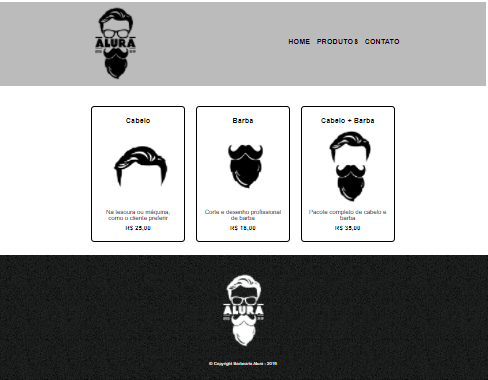 ALURA
HOME PRODUTOS CONTATO
Cabelo
Na tesoura ou máquina,
como o cliente preferir
R$ 25,00
Barba
Corte e desenho profissional
de barba
R$ 18,00
Cabelo + Barba
Pacote completo de cabelo e
barba
R$ 35,00
ALURA
© Copyright Barbearia Alura - 2019